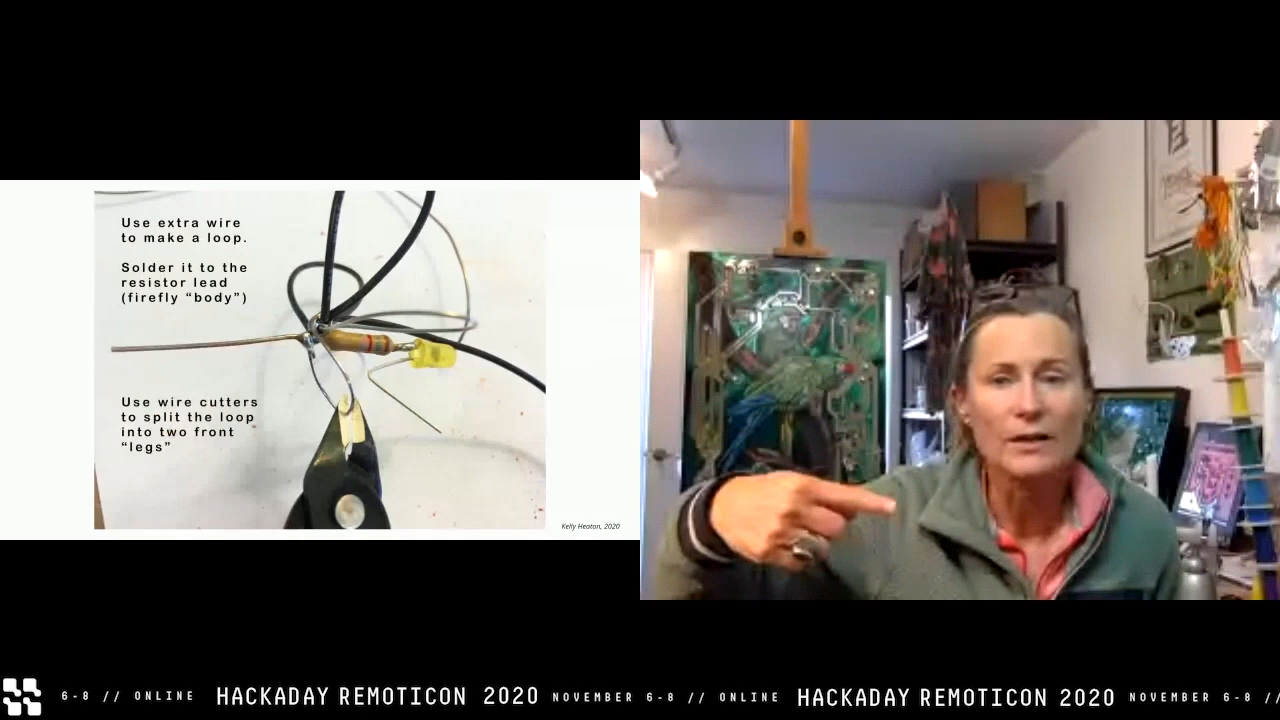 Use extra wire
to make a loop.
Solder it to the
resistor lead
(firefly “body”)
Use wire cutters
to split the loop
into two front
“legs”
Kelly Heaton, 2020
6-8 // ONLINE HACKADAY REMOTICON 2020 NOVEMBER 6-8 // ONLINE HACKADAY REMOTICON 2020 NOVEMBER 6-8 //